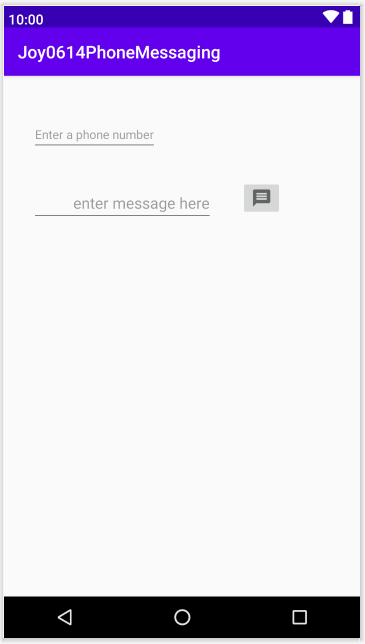 10:00
Joy0614PhoneMessaging
Enter a phone number
enter message here